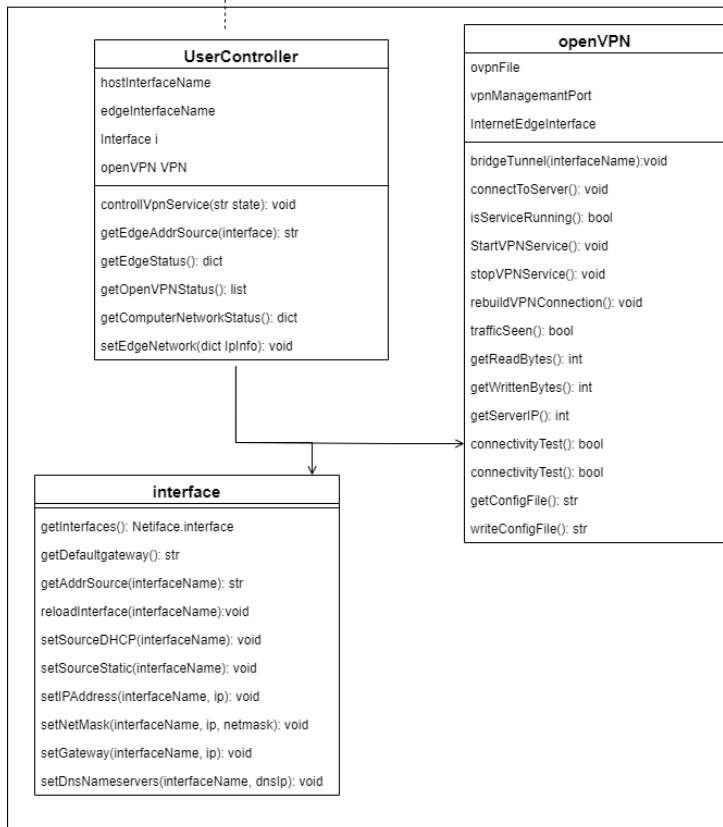 UserController
hostInterfaceName
edgeInterfaceName
Interface i
openVPN VPN
controllVpnService(str state): void
getEdgeAddrSource(interface): str
getEdgeStatus(): dict
getOpenVPNStatus(): list
getComputerNetworkStatus(): dict
setEdgeNetwork(dict IpInfo): void
openVPN
ovpnFile
vpnManagemantPort
InternetEdgeInterface
bridgeTunnel(interfaceName):void
connectToServer(): void
isServiceRunning(): bool
StartVPNService(): void
stopVPNService(): void
rebuildVPNConnection(): void
trafficSeen(): bool
getReadBytes(): int
getWrittenBytes(): int
getServerIP(): int
connectivityTest(): bool
connectivityTest(): bool
getConfigFile(): str
writeConfigFile(): str
interface
getInterfaces(): Netiface.interface
getDefaultgateway(): str
getAddrSource(interfaceName): str
reloadInterface(interfaceName):void
setSourceDHCP(interfaceName): void
setSourceStatic(interfaceName): void
setIPAddress(interfaceName, ip): void
setNetMask(interfaceName, ip, netmask): void
setGateway(interfaceName, ip): void
setDnsNameservers(interfaceName, dnsIp): void